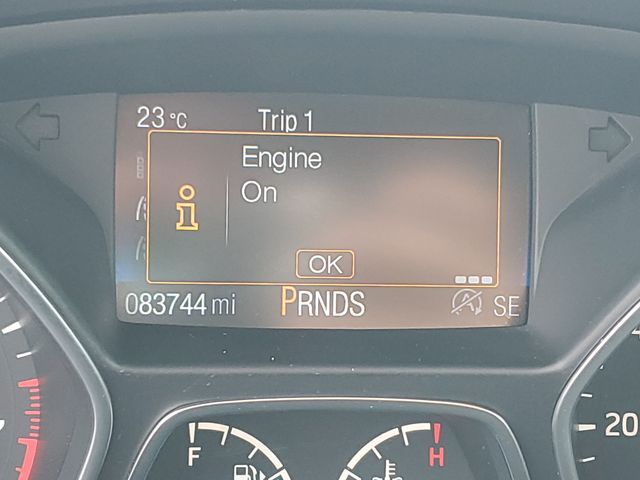 23 °C Trip 1
Engine
On
OK
083744 mi PRNDS SE
20
F H